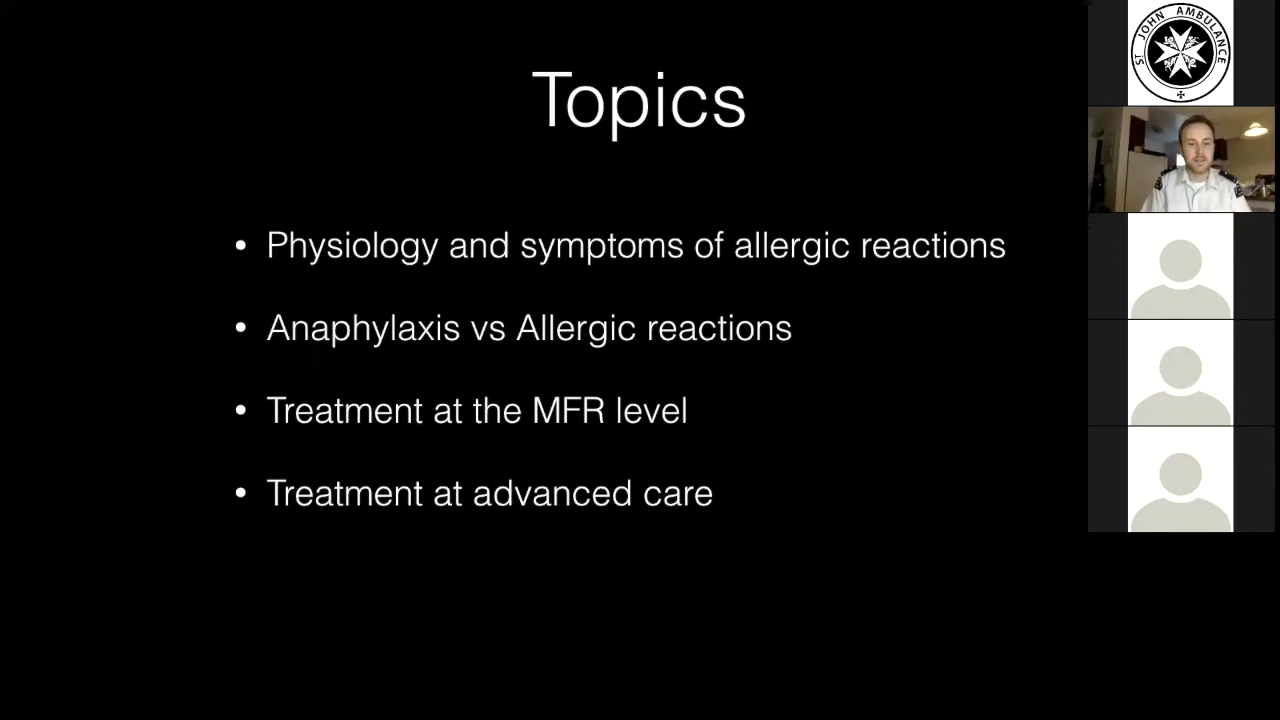 Topics
• Physiology and symptoms of allergic reactions
• Anaphylaxis vs Allergic reactions
• Treatment at the MFR level
• Treatment at advanced care
ST JOHN AMBULANCE